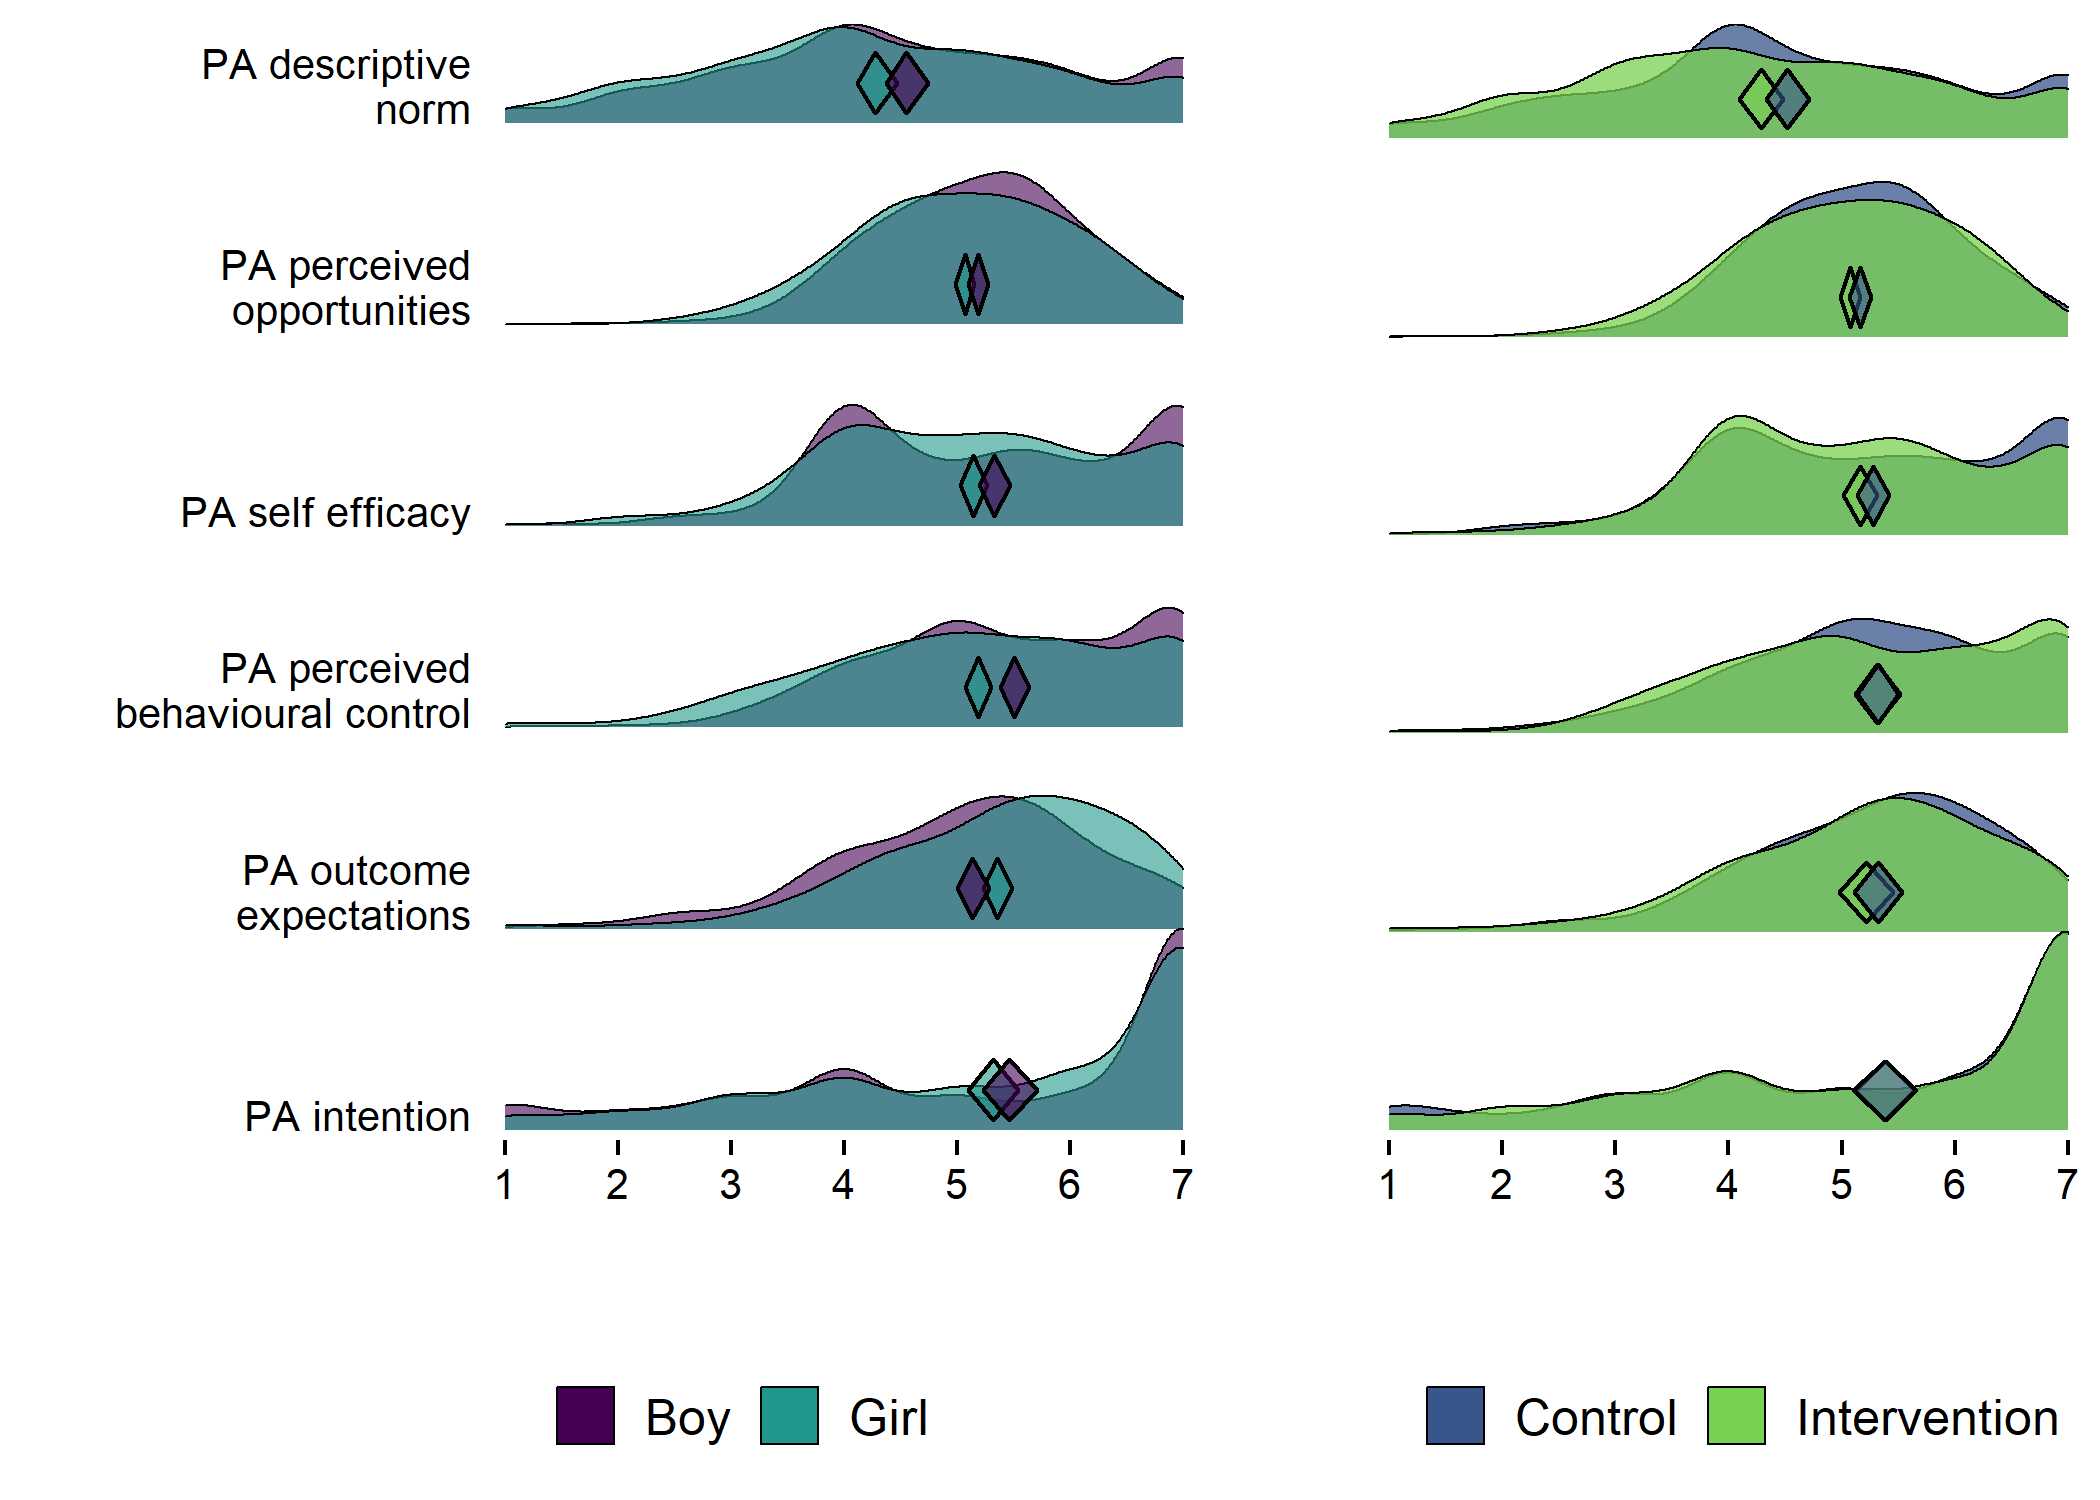 PA descriptive
norm
PA perceived
opportunities
PA self efficacy
PA perceived
behavioural control
PA outcome
expectations
PA intention
1 2 3 4 5 6 7
1 2 3 4 5 6 7
Boy Girl
Control Intervention